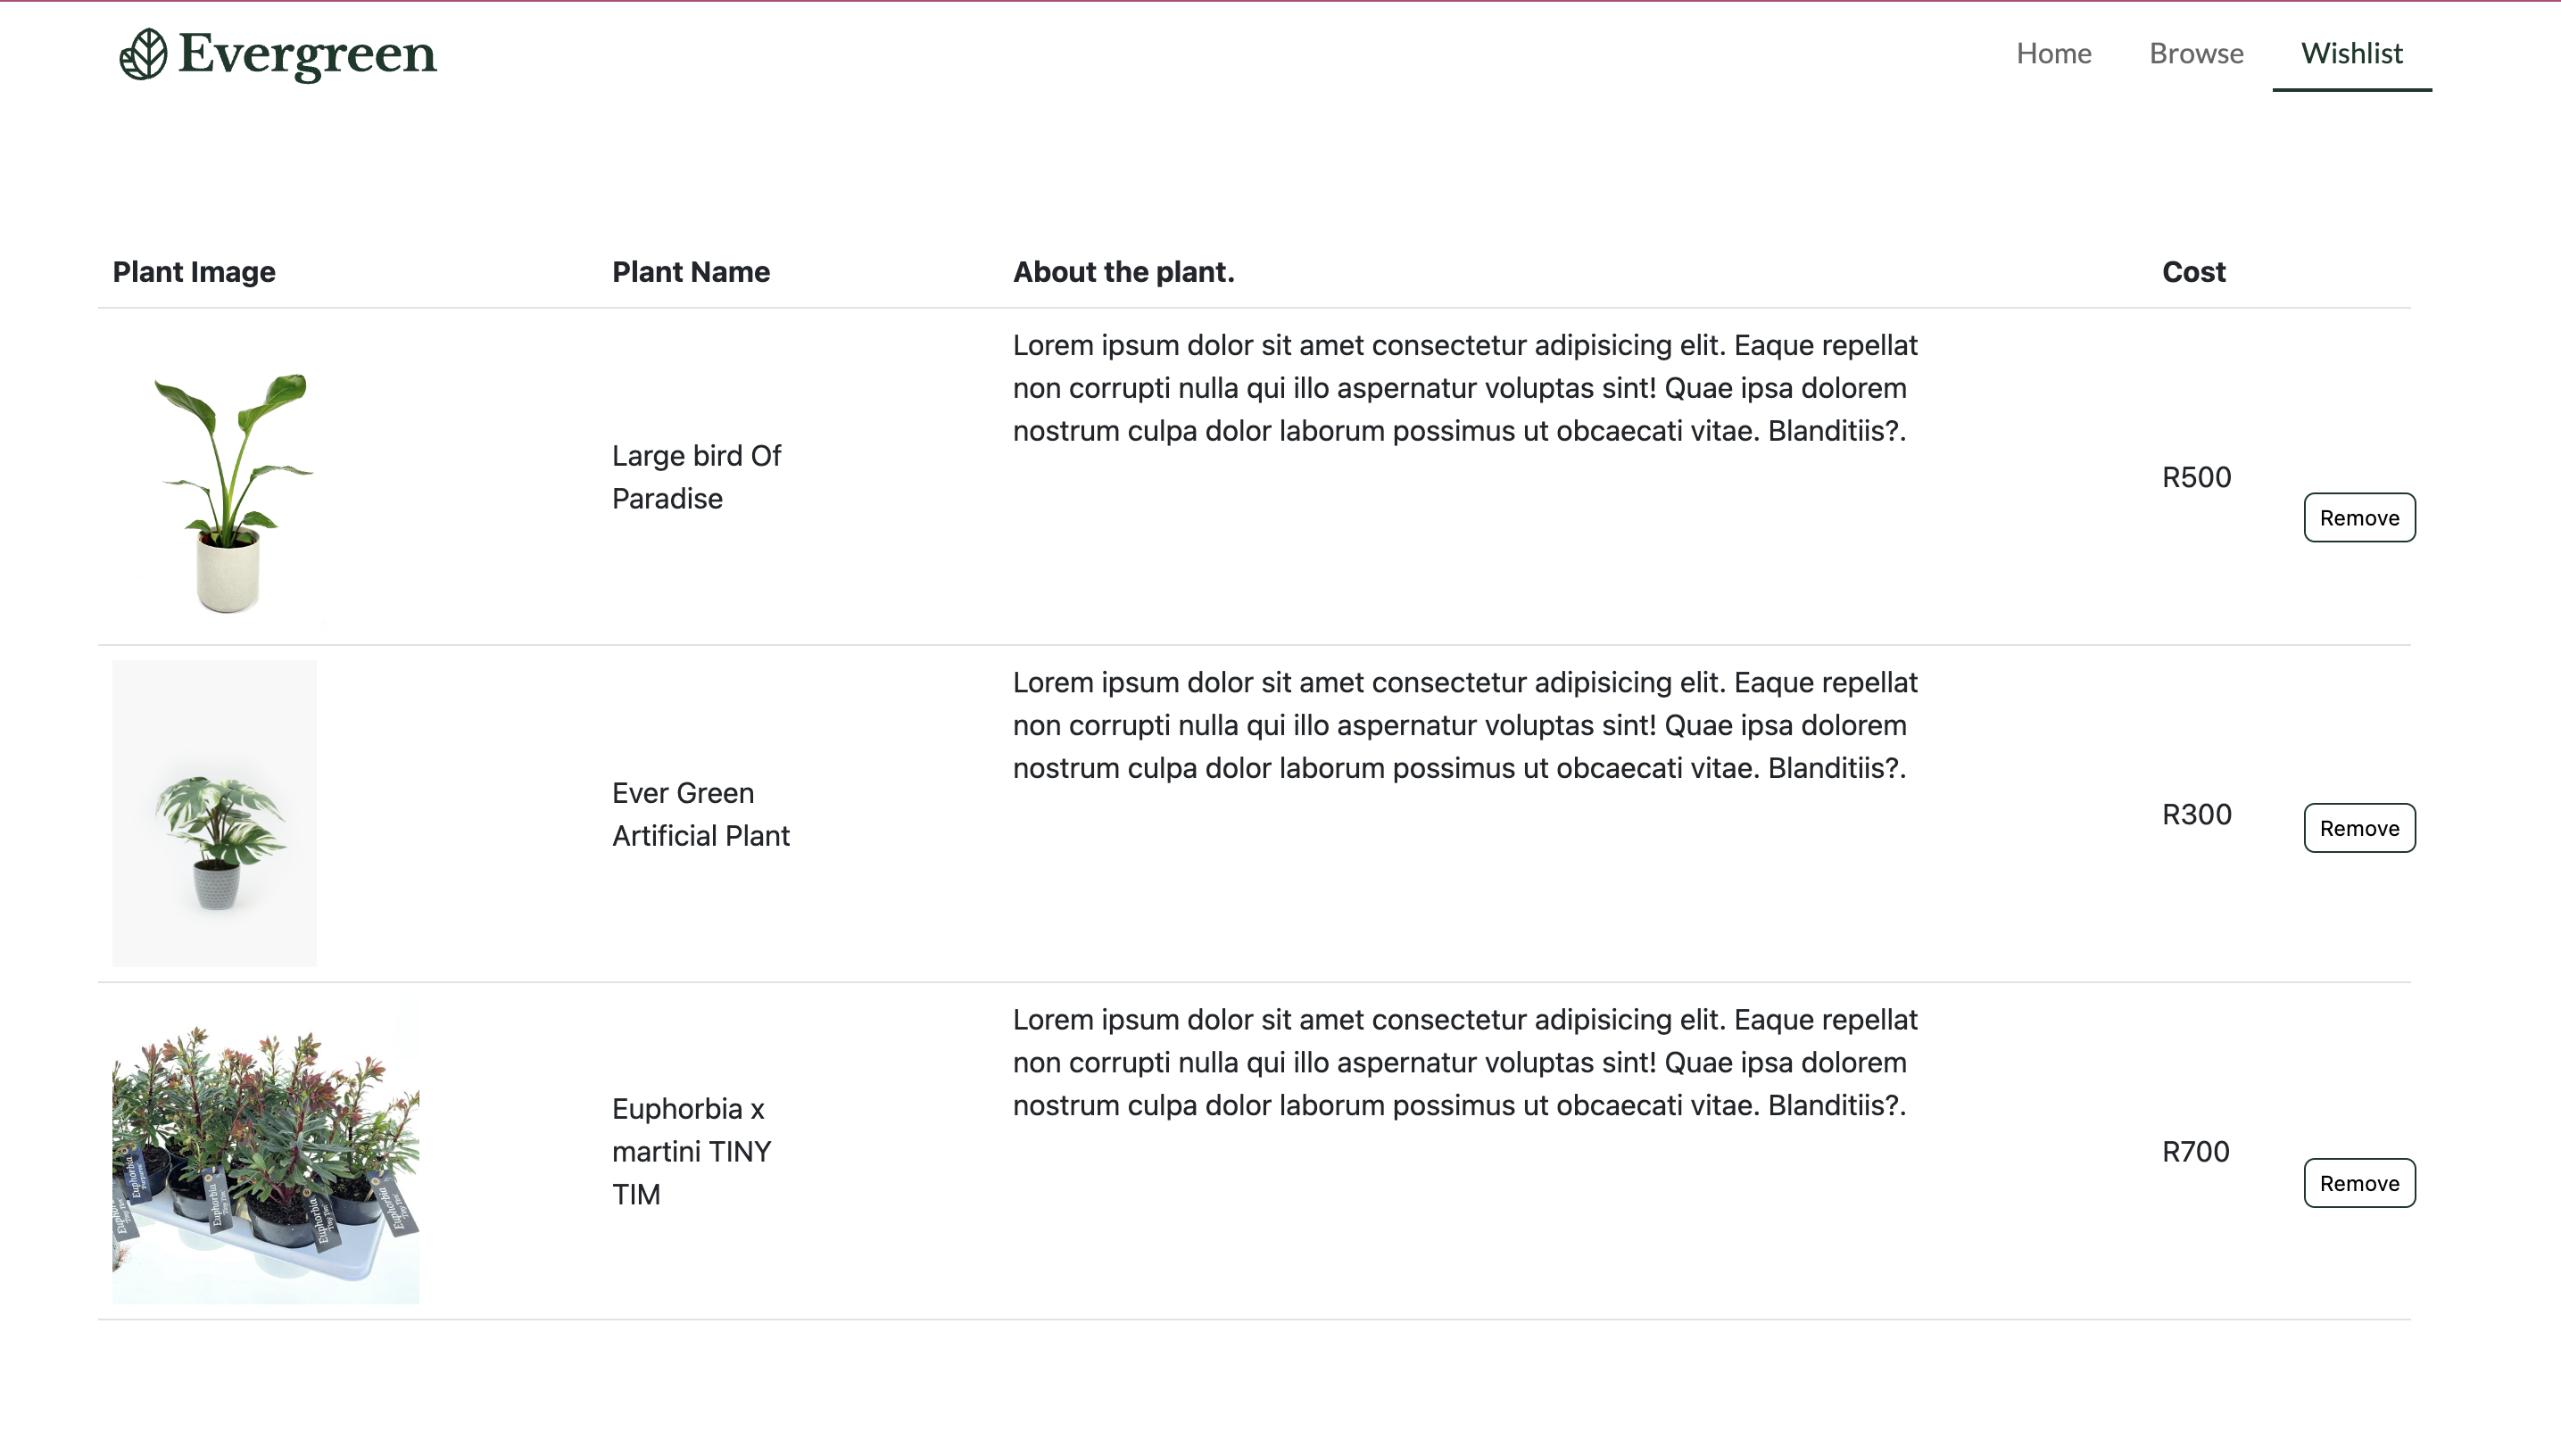 Evergreen
Home Browse Wishlist
Plant Image Plant Name About the plant. Cost
Lorem ipsum dolor sit amet consectetur adipisicing elit. Eaque repellat
non corrupti nulla qui illo aspernatur voluptas sint! Quae ipsa dolorem
nostrum culpa dolor laborum possimus ut obcaecati vitae. Blanditiis?.
Large bird Of
Paradise
R500
Remove
Lorem ipsum dolor sit amet consectetur adipisicing elit. Eaque repellat
non corrupti nulla qui illo aspernatur voluptas sint! Quae ipsa dolorem
nostrum culpa dolor laborum possimus ut obcaecati vitae. Blanditiis?.
Ever Green
Artificial Plant
R300
Remove
Lorem ipsum dolor sit amet consectetur adipisicing elit. Eaque repellat
non corrupti nulla qui illo aspernatur voluptas sint! Quae ipsa dolorem
nostrum culpa dolor laborum possimus ut obcaecati vitae. Blanditiis?.
Euphorbia x
martini TINY
TIM
R700
Remove
Euphorbia
Euphorbia
Tiny Tim
Euphorbia
Tiny Tim
Euphorbia
Tiny Tim